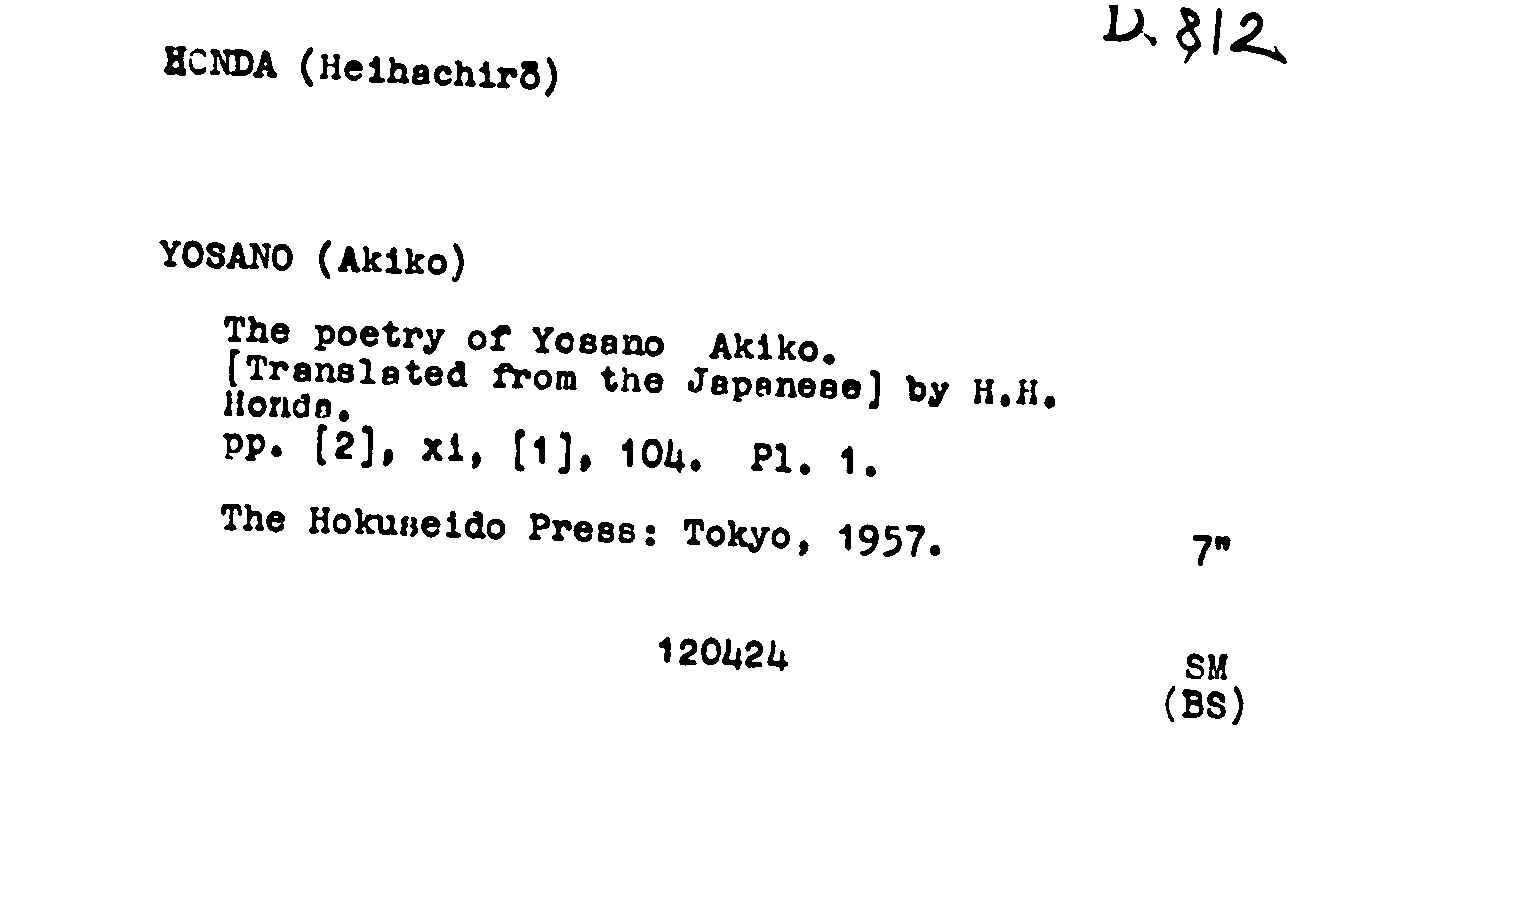 D. 812
HONDA (Heihachirō)
YOSANO (Akiko)
The poetry of Yosano Akiko.
[Translated from the Japanese] by H.H.
Honda.
pp. [2], xi, [1], 104. Pl. 1.
The Hokuseido Press: Tokyo, 1957.
7"
120424
SM
(BS)